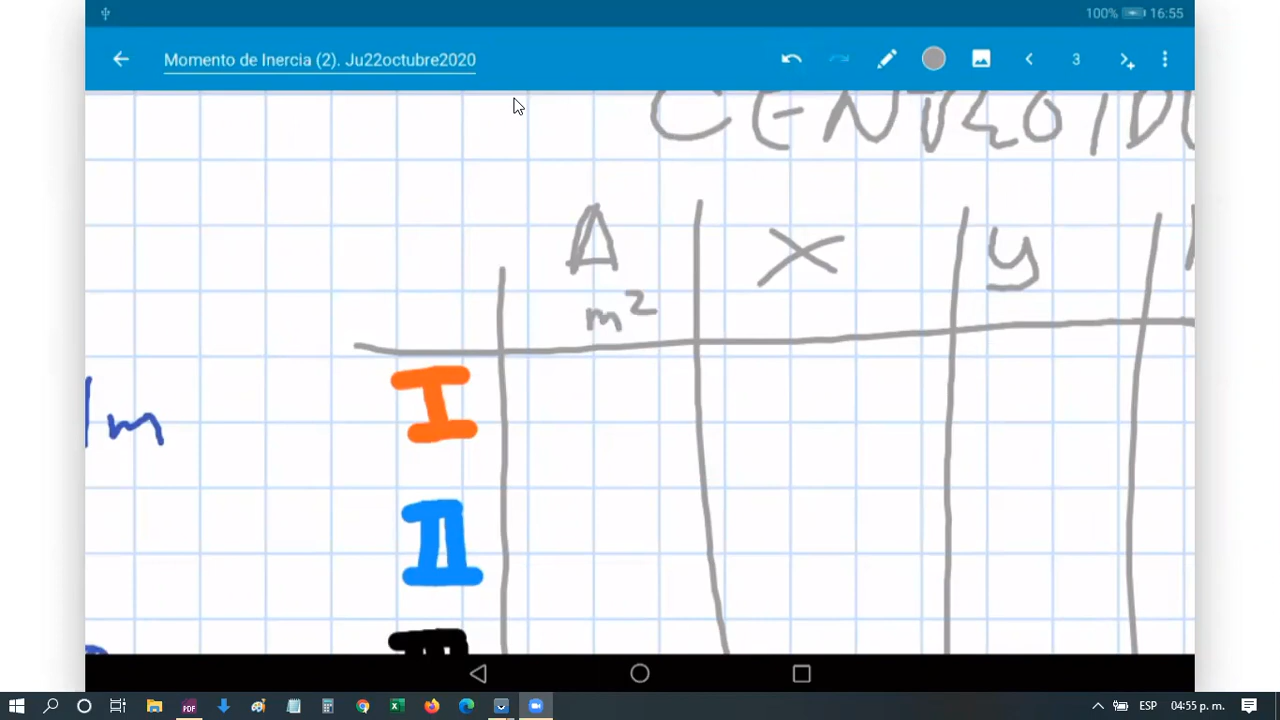 100% 16:55
Momento de Inercia (2). Ju22octubre2020
3
A x y
m²
/m
I
II
ESP 04:55 p. m.